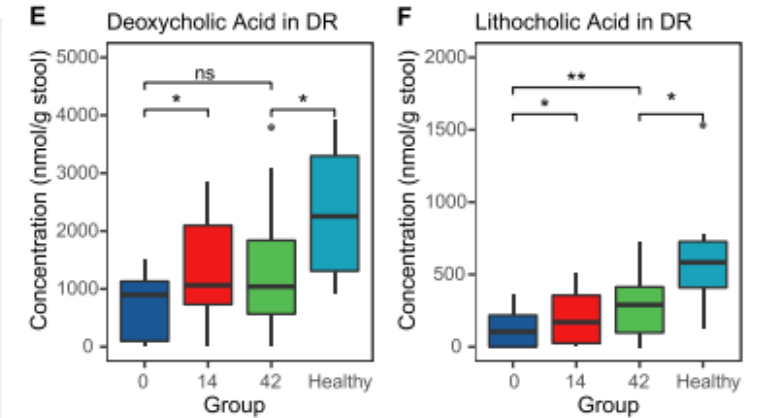 E Deoxycholic Acid in DR
Concentration (nmol/g stool)
5000
4000
3000
2000
1000
0
ns
*
*
0 14 42 Healthy
Group
F Lithocholic Acid in DR
Concentration (nmol/g stool)
2000
1500
1000
500
0
**
*
*
0 14 42 Healthy
Group